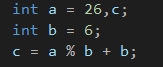 int a = 26,c;
int b = 6;
c = a % b + b;